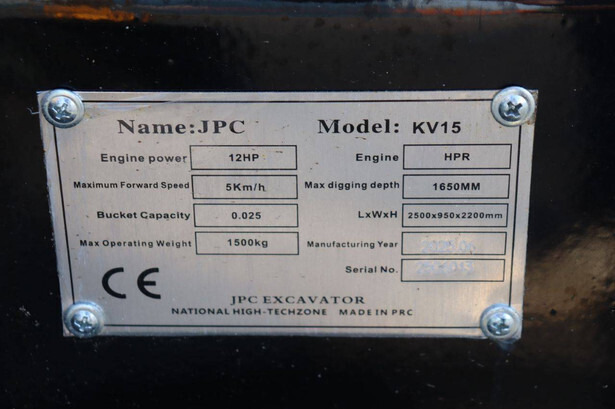 Name:JPC Model: KV15
Engine power 12HP Engine HPR
Maximum Forward Speed 5Km/h Max digging depth 1650MM
Bucket Capacity 0.025 LxWxH 2500x950x2200mm
Max Operating Weight 1500kg Manufacturing Year
Serial No.
CE
JPC EXCAVATOR
NATIONAL HIGH-TECHZONE MADE IN PRC